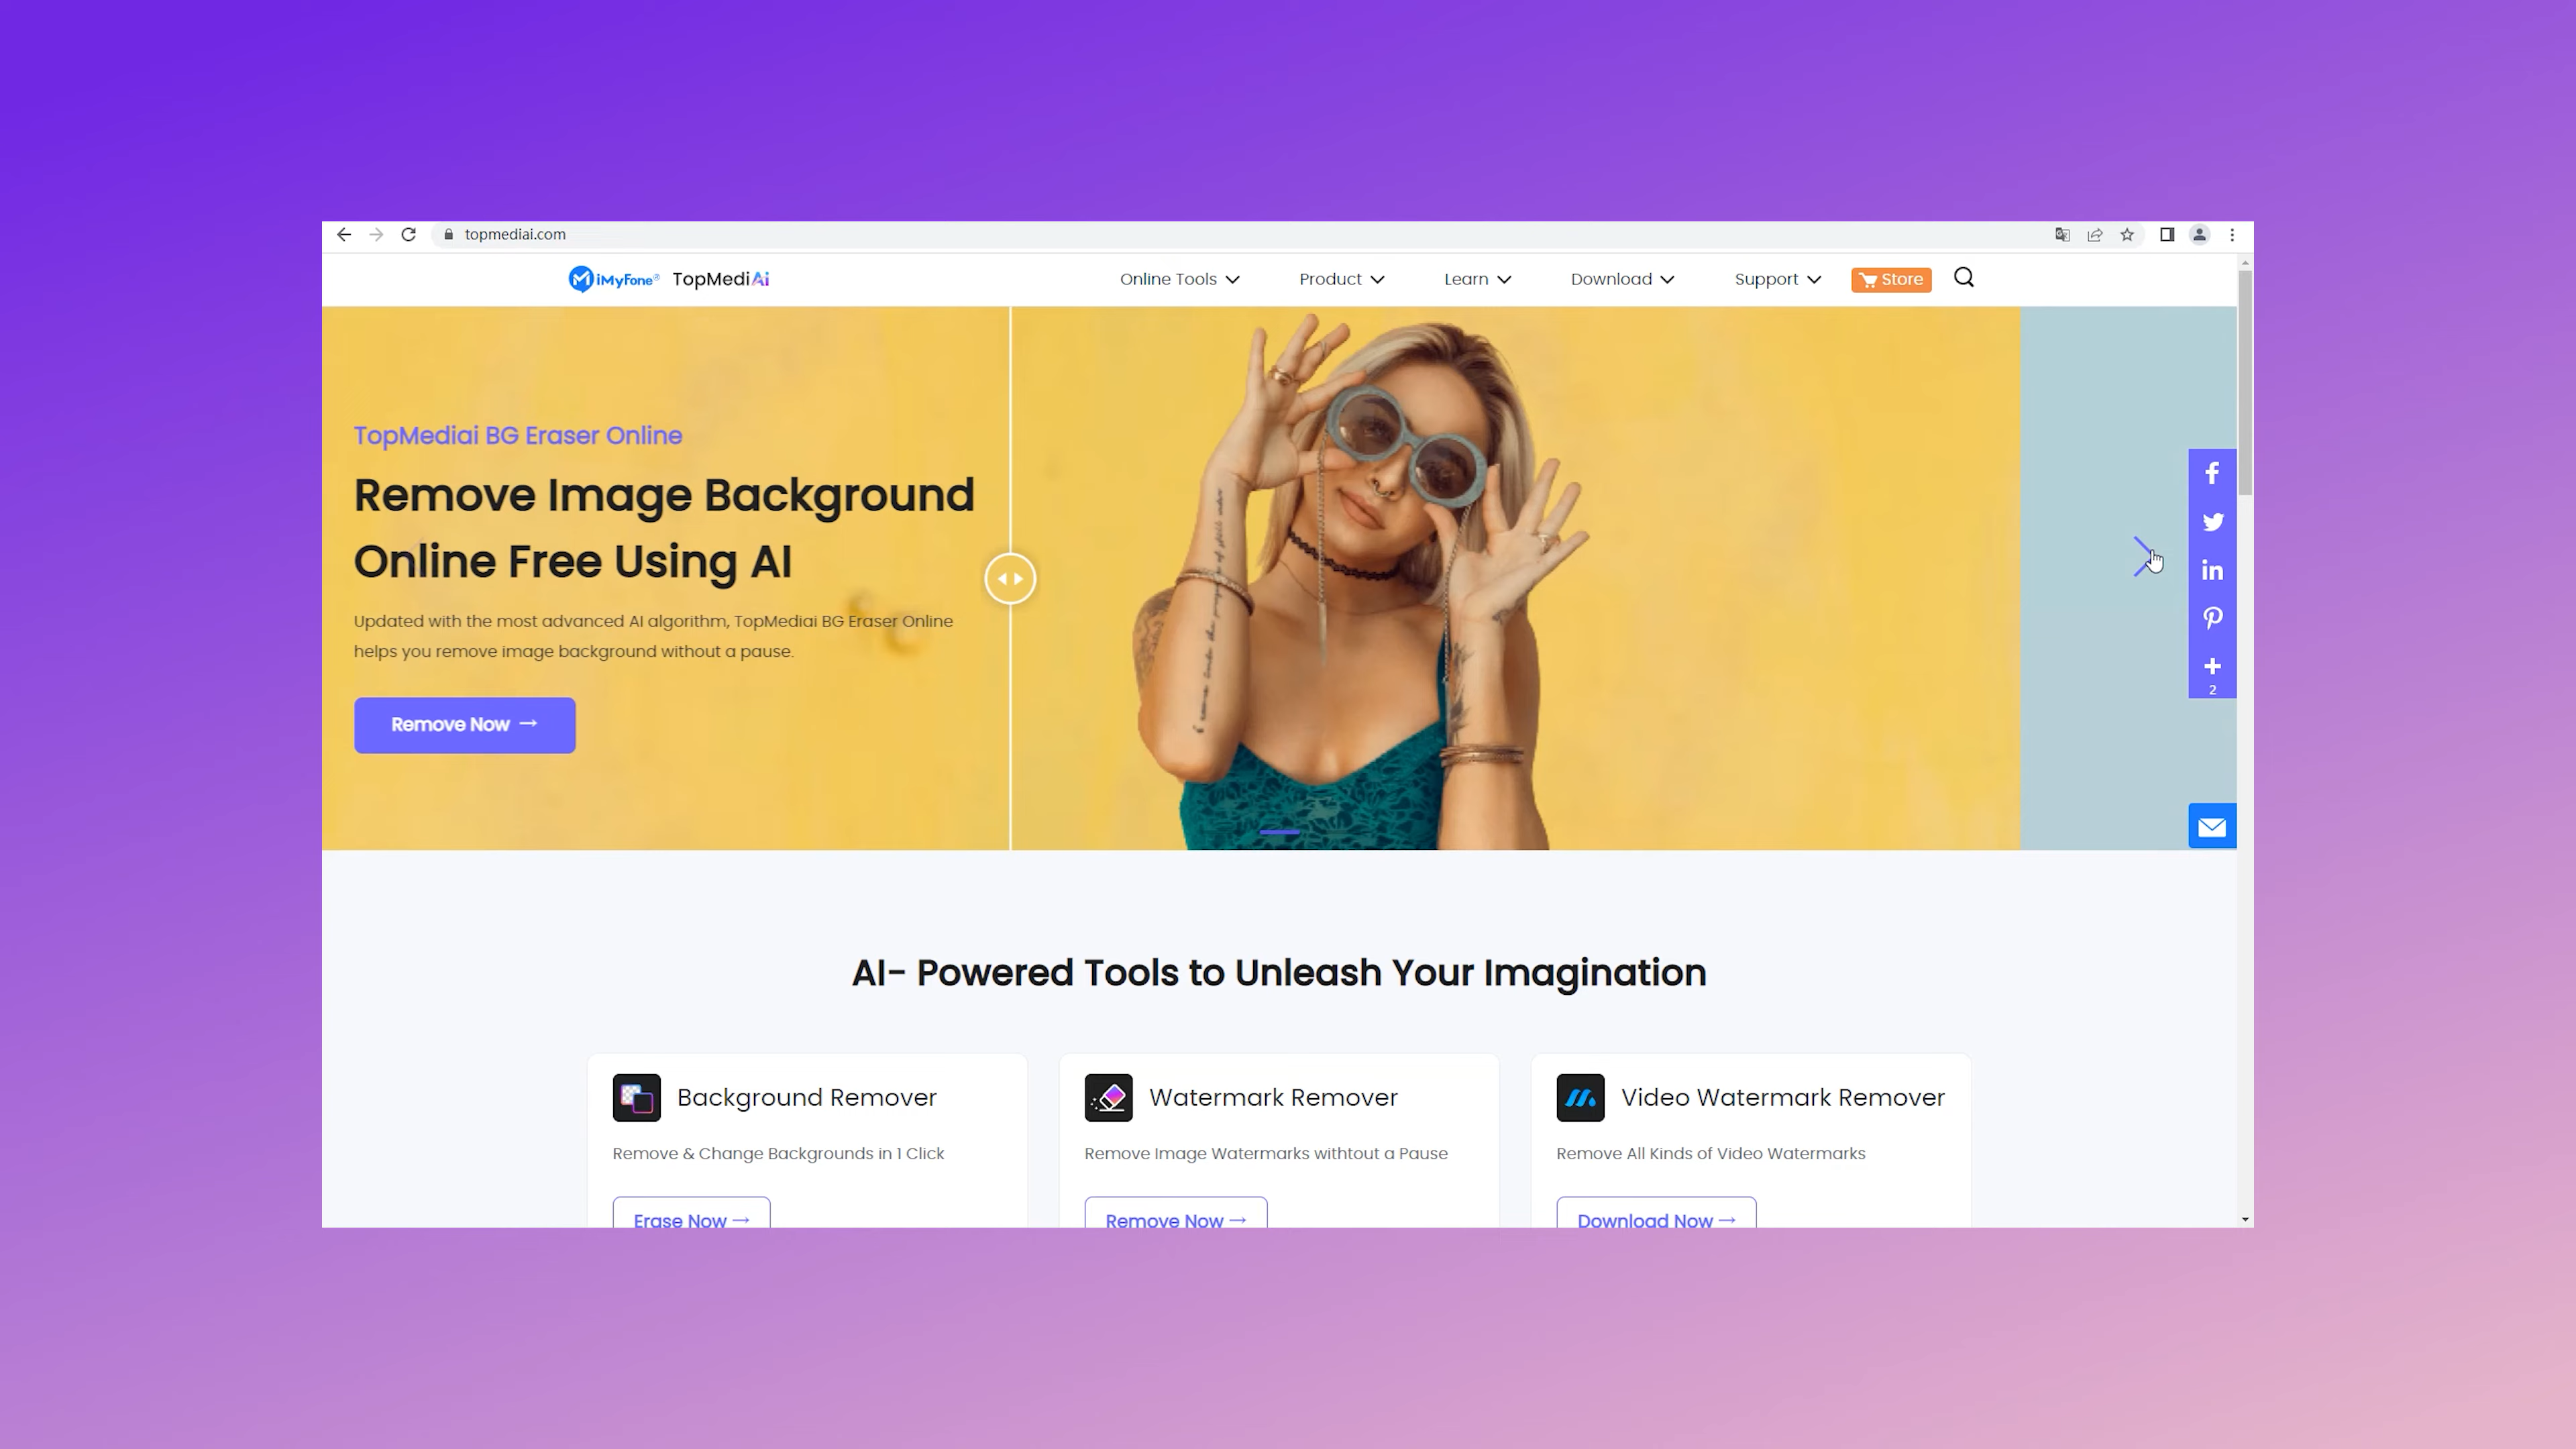 topmediai.com
iMyFone® TopMediAi
Online Tools
Product
Learn
Download
Support
Store
TopMediai BG Eraser Online
Remove Image Background
Online Free Using AI
Updated with the most advanced AI algorithm, TopMediai BG Eraser Online
helps you remove image background without a pause.
Remove Now →
2
AI- Powered Tools to Unleash Your Imagination
Background Remover
Remove & Change Backgrounds in 1 Click
Erase Now →
Watermark Remover
Remove Image Watermarks withtout a Pause
Remove Now →
Video Watermark Remover
Remove All Kinds of Video Watermarks
Download Now →